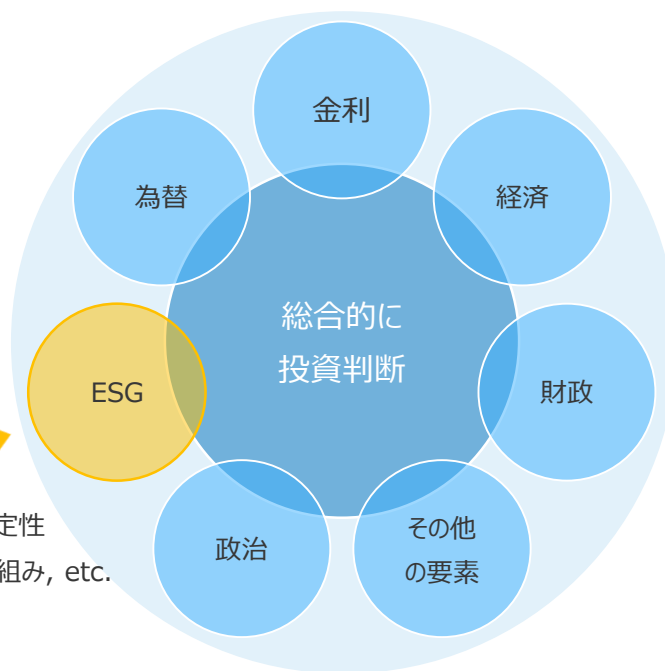 金利
為替
経済
総合的に
投資判断
ESG
財政
定性
組み, etc.
政治
その他
の要素